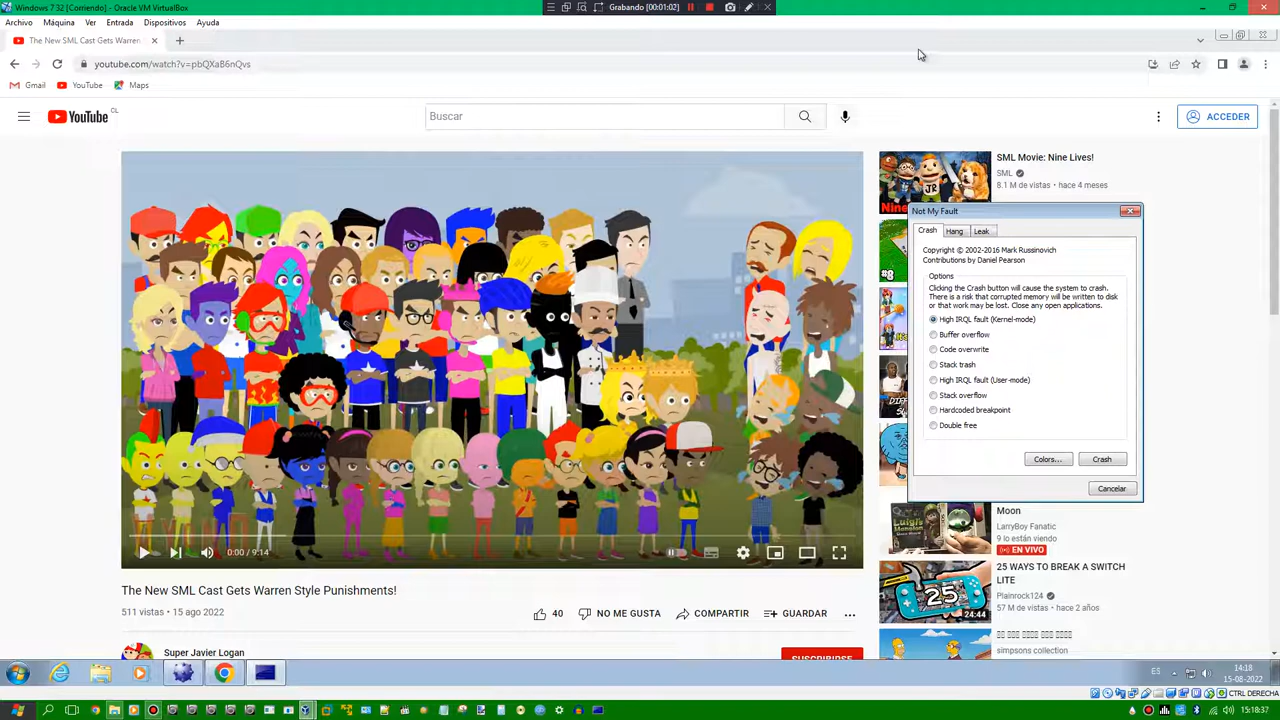 Windows 7 32 [Corriendo] - Oracle VM VirtualBox
Grabando [00:01:02]
Archivo Máquina Ver Entrada Dispositivos Ayuda
The New SML Cast Gets Warren
youtube.com/watch?v=pbQXaB6nQvs
Gmail YouTube Maps
YouTube CL
Buscar
ACCEDER
SML Movie: Nine Lives!
SML
8.1 M de vistas • hace 4 meses
JR
Nine
Not My Fault
Crash Hang Leak
Copyright © 2002-2016 Mark Russinovich
Contributions by Daniel Pearson
Options
Clicking the Crash button will cause the system to crash.
There is a risk that corrupted memory will be written to disk
or that work may be lost. Close any open applications.
High IRQL fault (Kernel-mode)
Buffer overflow
Code overwrite
Stack trash
High IRQL fault (User-mode)
Stack overflow
Hardcoded breakpoint
Double free
Colors... Crash
Cancelar
#8
Moon
LarryBoy Fanatic
9 lo están viendo
EN VIVO
0:00 / 9:14
25 WAYS TO BREAK A SWITCH
LITE
Plainrock124
57 M de vistas • hace 2 años
25
24:44
The New SML Cast Gets Warren Style Punishments!
511 vistas • 15 ago 2022
40 NO ME GUSTA COMPARTIR GUARDAR ...
simpsons collection
Super Javier Logan
SUSCRIBIRSE
ES
14:18
15-08-2022
CTRL DERECHA
15:18:37